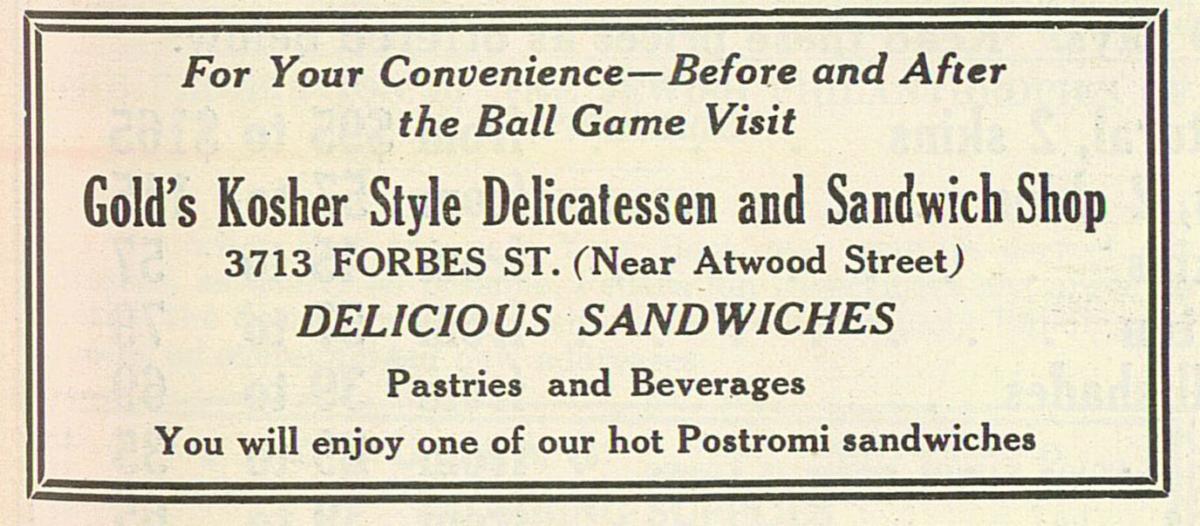 For Your Convenience—Before and After
the Ball Game Visit
Gold's Kosher Style Delicatessen and Sandwich Shop
3713 FORBES ST. (Near Atwood Street)
DELICIOUS SANDWICHES
Pastries and Beverages
You will enjoy one of our hot Postromi sandwiches